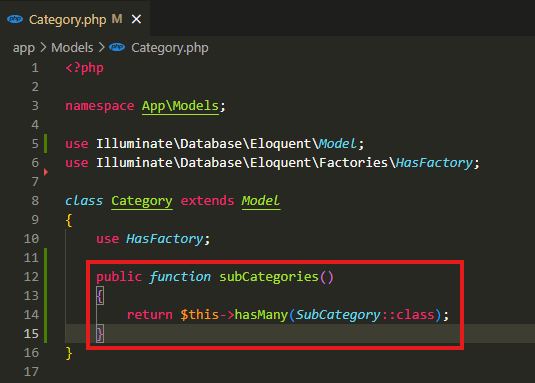 Category.php M
app > Models > Category.php
1 <?php
2
3 namespace App\Models;
4
5 use Illuminate\Database\Eloquent\Model;
6 use Illuminate\Database\Eloquent\Factories\HasFactory;
7
8 class Category extends Model
9 {
10 use HasFactory;
11
12 public function subCategories()
13 {
14 return $this->hasMany(SubCategory::class);
15 }
16 }
17